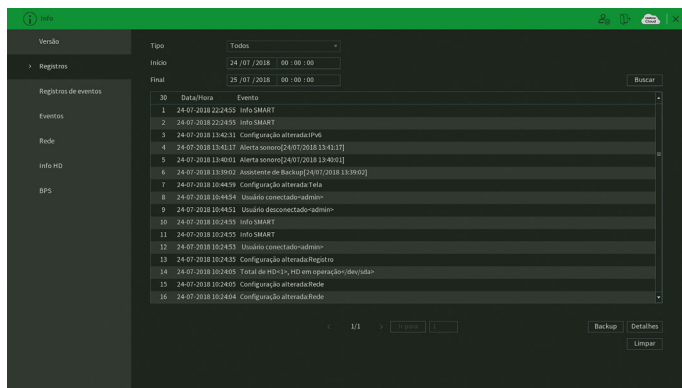 Info
Intelbras Cloud
Versão
Registros
Registros de eventos
Eventos
Rede
Info HD
BPS
Tipo Todos
Início 24 /07 /2018 00 : 00 : 00
Final 25 /07 /2018 00 : 00 : 00
Buscar
30 Data/Hora Evento
1 24-07-2018 22:24:55 Info SMART
2 24-07-2018 22:24:55 Info SMART
3 24-07-2018 13:42:31 Configuração alterada:IPv6
4 24-07-2018 13:41:17 Alerta sonoro[24/07/2018 13:41:17]
5 24-07-2018 13:40:01 Alerta sonoro[24/07/2018 13:40:01]
6 24-07-2018 13:39:02 Assistente de Backup[24/07/2018 13:39:02]
7 24-07-2018 10:44:59 Configuração alterada:Tela
8 24-07-2018 10:44:54 Usuário conectado<admin>
9 24-07-2018 10:44:51 Usuário desconectado<admin>
10 24-07-2018 10:24:55 Info SMART
11 24-07-2018 10:24:55 Info SMART
12 24-07-2018 10:24:53 Usuário conectado<admin>
13 24-07-2018 10:24:35 Configuração alterada:Registro
14 24-07-2018 10:24:05 Total de HD<1>, HD em operação</dev/sda>
15 24-07-2018 10:24:05 Configuração alterada:Rede
16 24-07-2018 10:24:04 Configuração alterada:Rede
1/1 Ir para 1
Backup Detalhes
Limpar